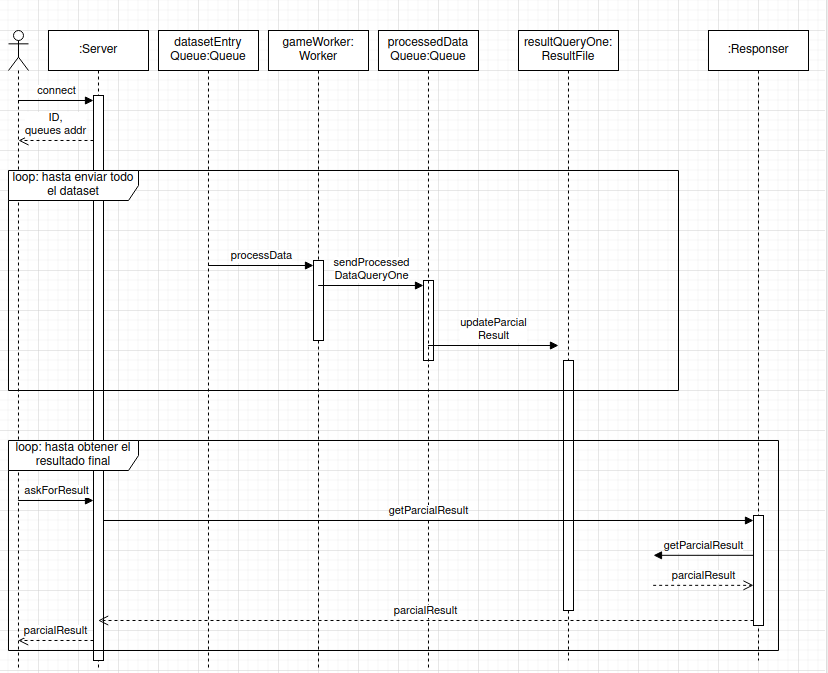 :Server
datasetEntry
Queue:Queue
gameWorker:
Worker
processedData
Queue:Queue
resultQueryOne:
ResultFile
:Responser
connect
ID,
queues addr
loop: hasta enviar todo
el dataset
processData
sendProcessed
DataQueryOne
updateParcial
Result
loop: hasta obtener el
resultado final
askForResult
getParcialResult
getParcialResult
parcialResult
parcialResult
parcialResult